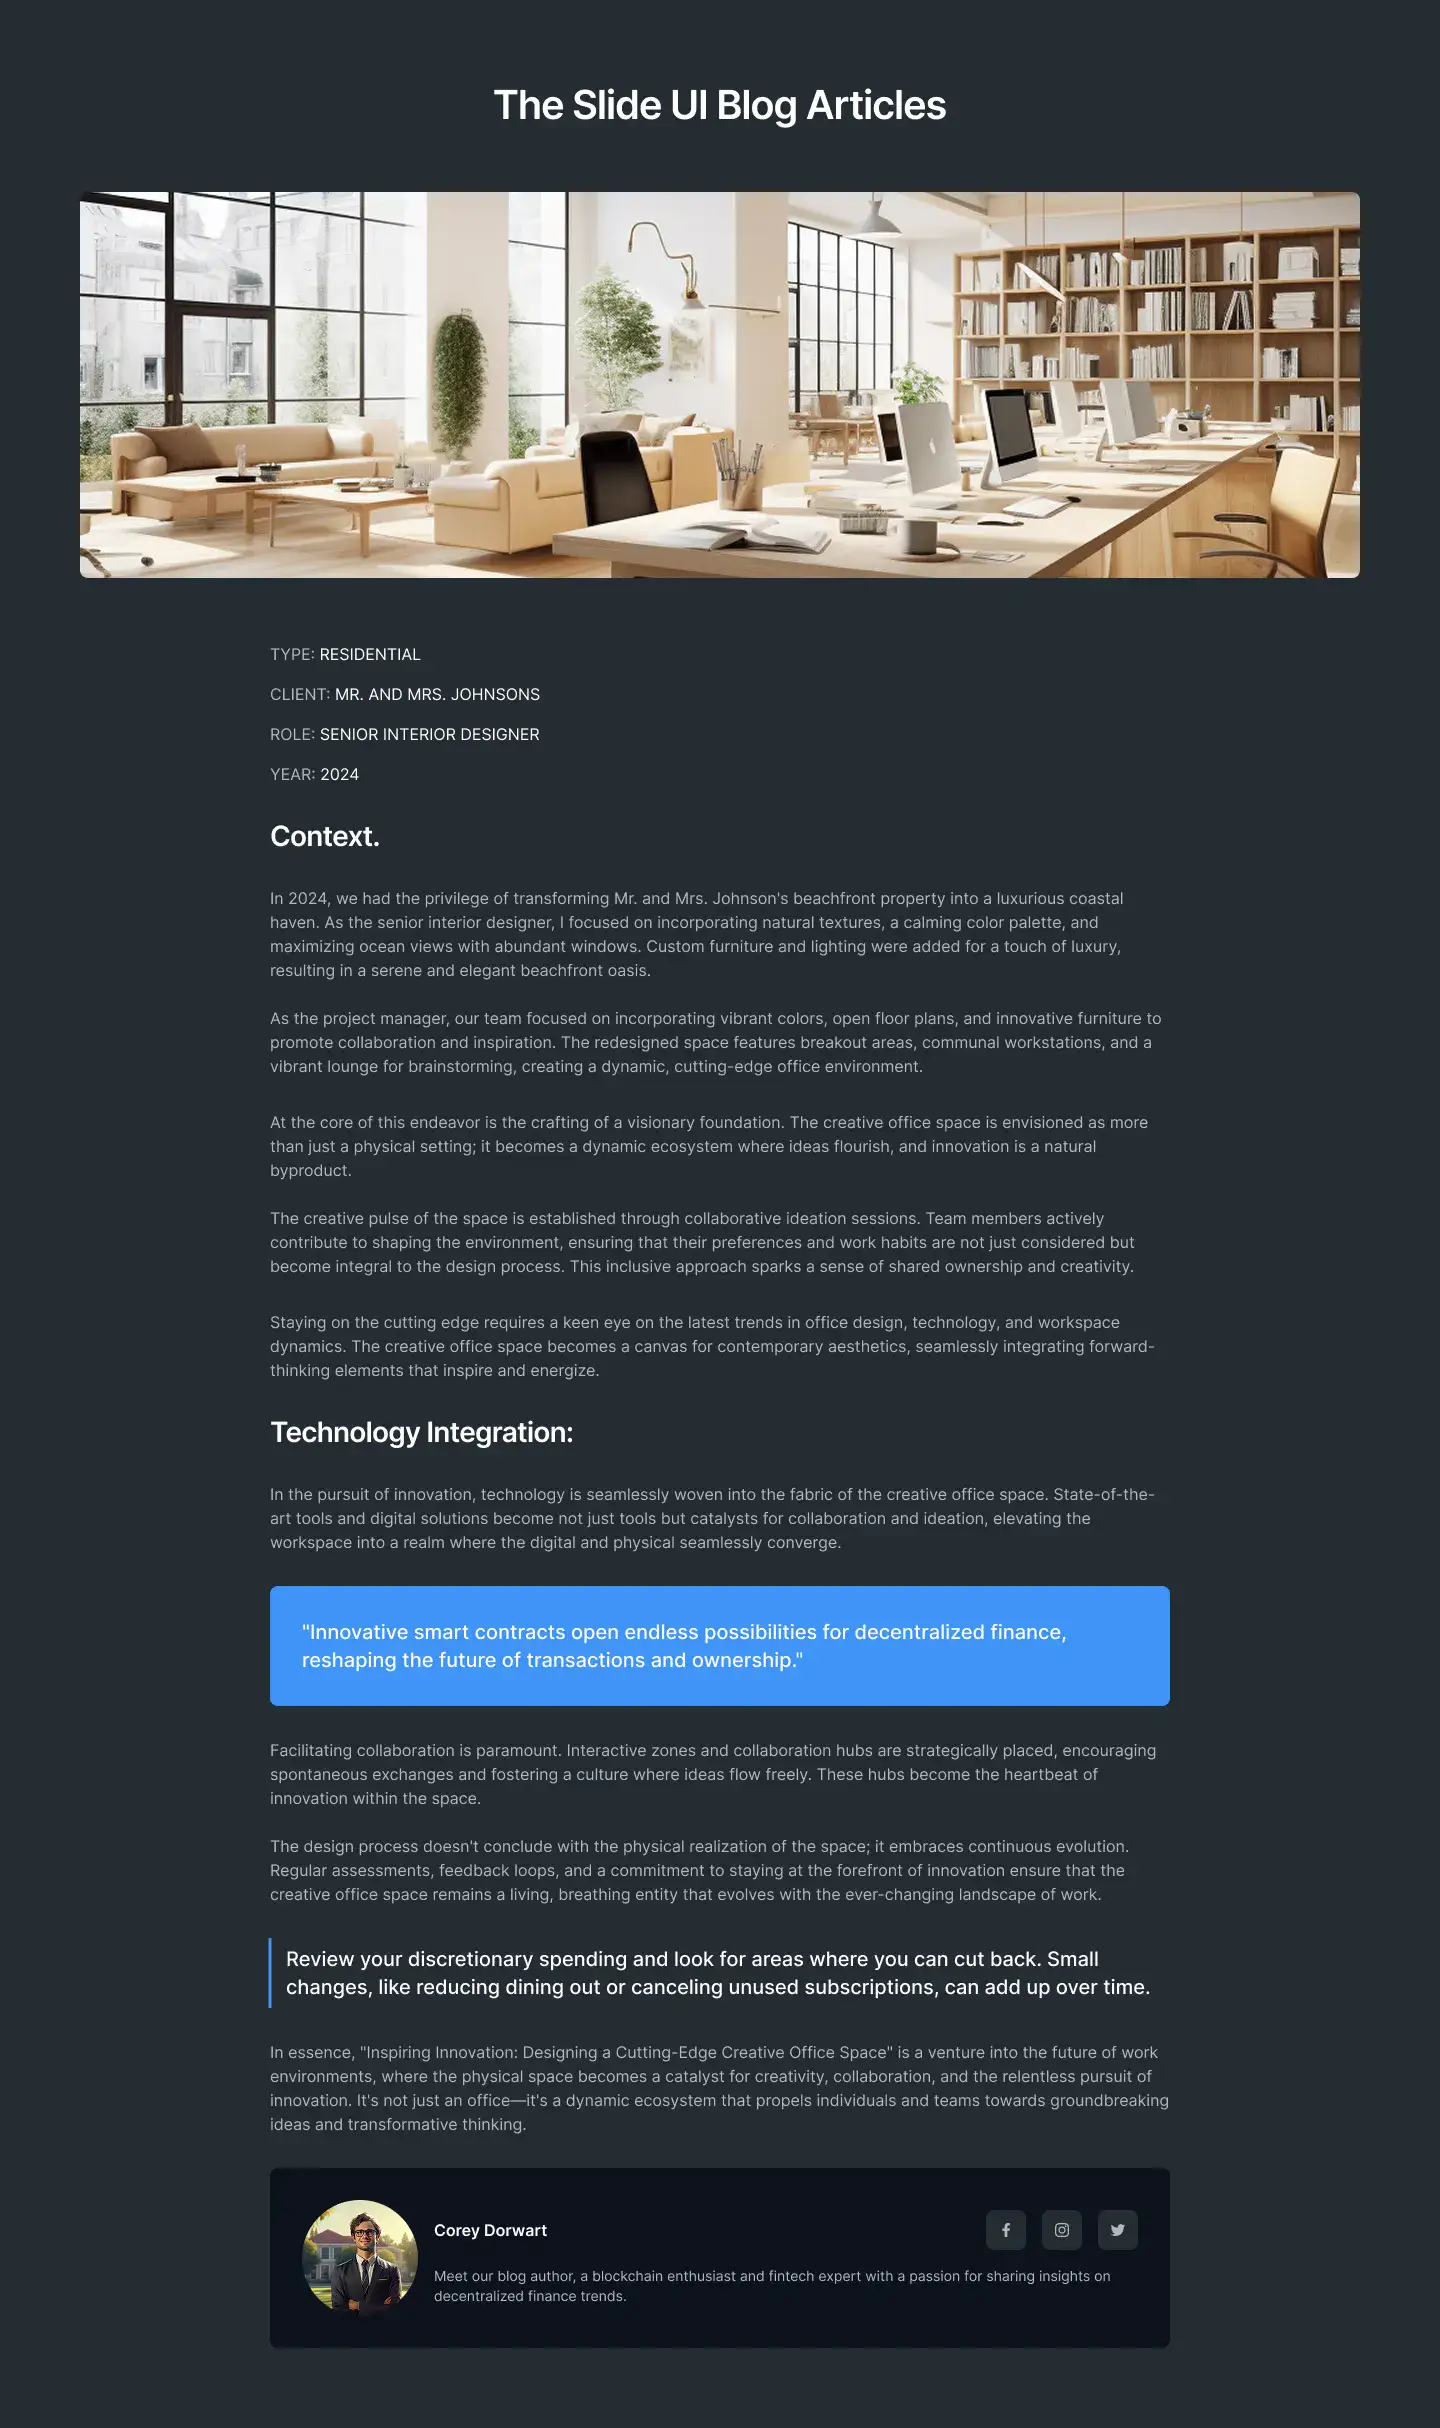 The Slide UI Blog Articles
TYPE: RESIDENTIAL
CLIENT: MR. AND MRS. JOHNSONS
ROLE: SENIOR INTERIOR DESIGNER
YEAR: 2024
Context.
In 2024, we had the privilege of transforming Mr. and Mrs. Johnson's beachfront property into a luxurious coastal
haven. As the senior interior designer, I focused on incorporating natural textures, a calming color palette, and
maximizing ocean views with abundant windows. Custom furniture and lighting were added for a touch of luxury,
resulting in a serene and elegant beachfront oasis.
As the project manager, our team focused on incorporating vibrant colors, open floor plans, and innovative furniture to
promote collaboration and inspiration. The redesigned space features breakout areas, communal workstations, and a
vibrant lounge for brainstorming, creating a dynamic, cutting-edge office environment.
At the core of this endeavor is the crafting of a visionary foundation. The creative office space is envisioned as more
than just a physical setting; it becomes a dynamic ecosystem where ideas flourish, and innovation is a natural
byproduct.
The creative pulse of the space is established through collaborative ideation sessions. Team members actively
contribute to shaping the environment, ensuring that their preferences and work habits are not just considered but
become integral to the design process. This inclusive approach sparks a sense of shared ownership and creativity.
Staying on the cutting edge requires a keen eye on the latest trends in office design, technology, and workspace
dynamics. The creative office space becomes a canvas for contemporary aesthetics, seamlessly integrating forward-
thinking elements that inspire and energize.
Technology Integration:
In the pursuit of innovation, technology is seamlessly woven into the fabric of the creative office space. State-of-the-
art tools and digital solutions become not just tools but catalysts for collaboration and ideation, elevating the
workspace into a realm where the digital and physical seamlessly converge.
"Innovative smart contracts open endless possibilities for decentralized finance,
reshaping the future of transactions and ownership."
Facilitating collaboration is paramount. Interactive zones and collaboration hubs are strategically placed, encouraging
spontaneous exchanges and fostering a culture where ideas flow freely. These hubs become the heartbeat of
innovation within the space.
The design process doesn't conclude with the physical realization of the space; it embraces continuous evolution.
Regular assessments, feedback loops, and a commitment to staying at the forefront of innovation ensure that the
creative office space remains a living, breathing entity that evolves with the ever-changing landscape of work.
Review your discretionary spending and look for areas where you can cut back. Small
changes, like reducing dining out or canceling unused subscriptions, can add up over time.
In essence, "Inspiring Innovation: Designing a Cutting-Edge Creative Office Space" is a venture into the future of work
environments, where the physical space becomes a catalyst for creativity, collaboration, and the relentless pursuit of
innovation. It's not just an office—it's a dynamic ecosystem that propels individuals and teams towards groundbreaking
ideas and transformative thinking.
Corey Dorwart
Meet our blog author, a blockchain enthusiast and fintech expert with a passion for sharing insights on
decentralized finance trends.